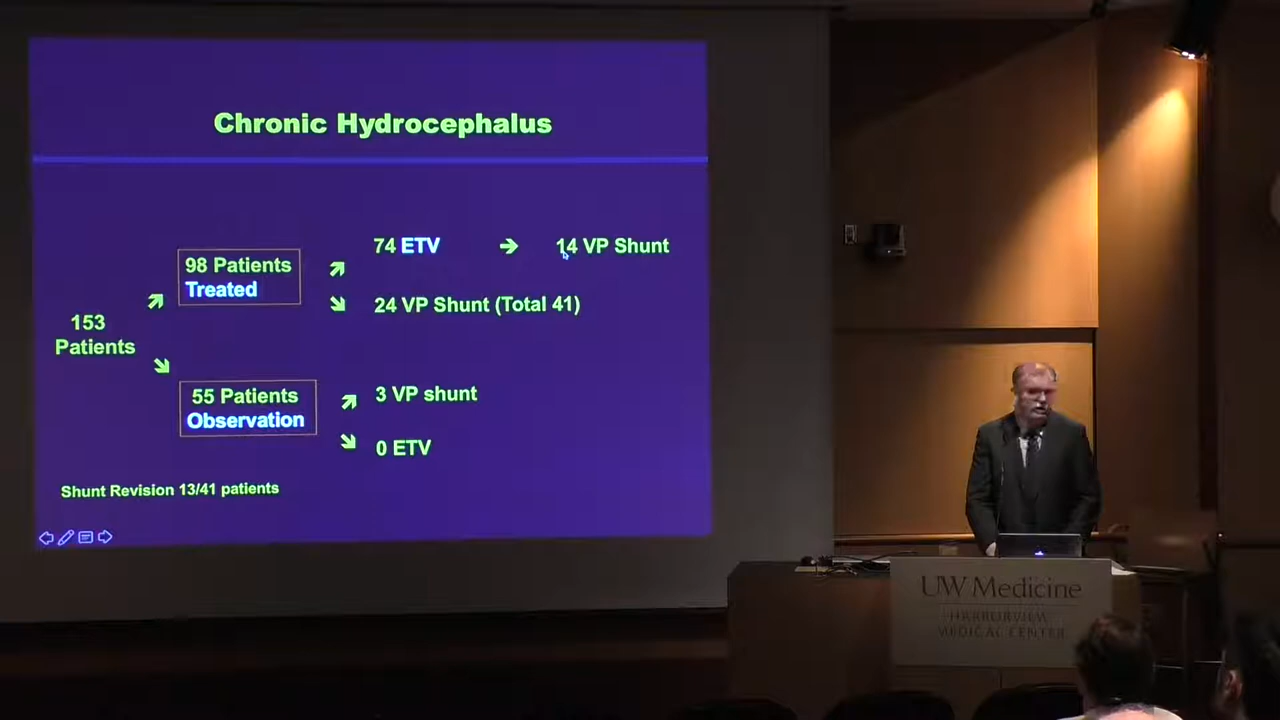 Chronic Hydrocephalus
74 ETV → 14 VP Shunt
98 Patients
Treated
24 VP Shunt (Total 41)
153
Patients
55 Patients
Observation
3 VP shunt
0 ETV
Shunt Revision 13/41 patients
UW Medicine
HARBORVIEW
MEDICAL CENTER